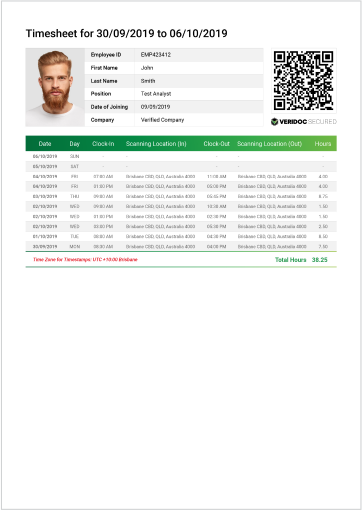 Timesheet for 30/09/2019 to 06/10/2019
Employee ID EMP423412
First Name John
Last Name Smith
Position Test Analyst
Date of Joining 09/09/2019
Company Verified Company
VERIDOC SECURED
Date Day Clock-In Scanning Location (In) Clock-Out Scanning Location (Out) Hours
06/10/2019 SUN - - - - -
05/10/2019 SAT - - - - -
04/10/2019 FRI 07:00 AM Brisbane CBD, QLD, Australia 4000 11:00 AM Brisbane CBD, QLD, Australia 4000 4.00
04/10/2019 FRI 01:00 PM Brisbane CBD, QLD, Australia 4000 05:00 PM Brisbane CBD, QLD, Australia 4000 4.00
03/10/2019 THU 09:00 AM Brisbane CBD, QLD, Australia 4000 05:45 PM Brisbane CBD, QLD, Australia 4000 8.75
02/10/2019 WED 09:00 AM Brisbane CBD, QLD, Australia 4000 10:30 AM Brisbane CBD, QLD, Australia 4000 1.50
02/10/2019 WED 01:00 PM Brisbane CBD, QLD, Australia 4000 02:30 PM Brisbane CBD, QLD, Australia 4000 1.50
02/10/2019 WED 03:00 PM Brisbane CBD, QLD, Australia 4000 05:30 PM Brisbane CBD, QLD, Australia 4000 2.50
01/10/2019 TUE 08:00 AM Brisbane CBD, QLD, Australia 4000 04:30 PM Brisbane CBD, QLD, Australia 4000 8.50
30/09/2019 MON 08:30 AM Brisbane CBD, QLD, Australia 4000 04:00 PM Brisbane CBD, QLD, Australia 4000 7.50
Time Zone for Timestamps: UTC +10:00 Brisbane Total Hours 38.25